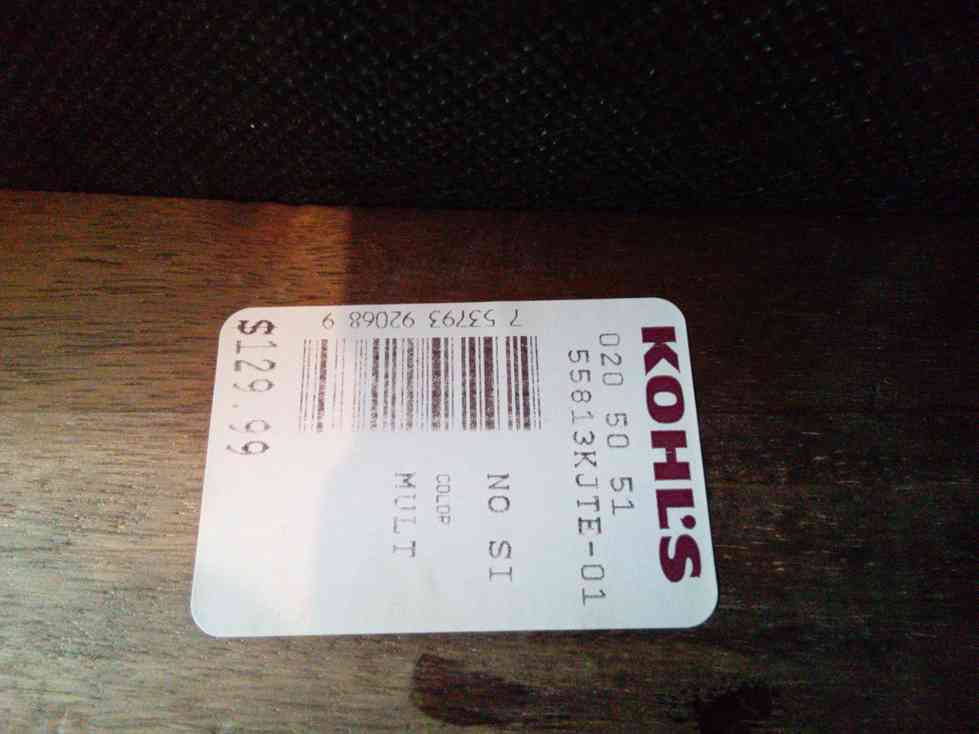 KOHL'S
020 50 51
55813KJTE-01
NO SI
COLOR
MULT
7 53793 92068 9
$129.99